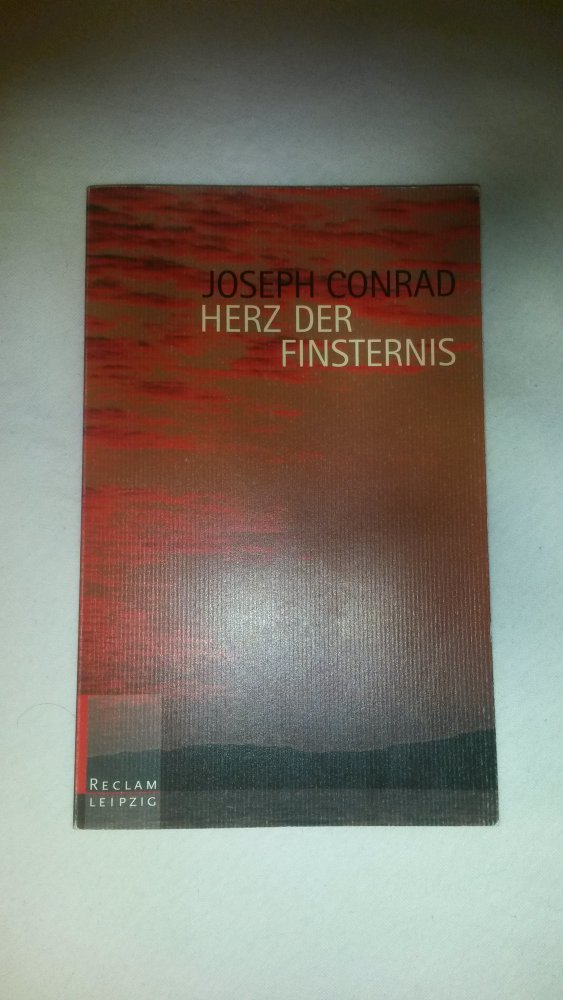 JOSEPH CONRAD
HERZ DER
FINSTERNIS
RECLAM
LEIPZIG